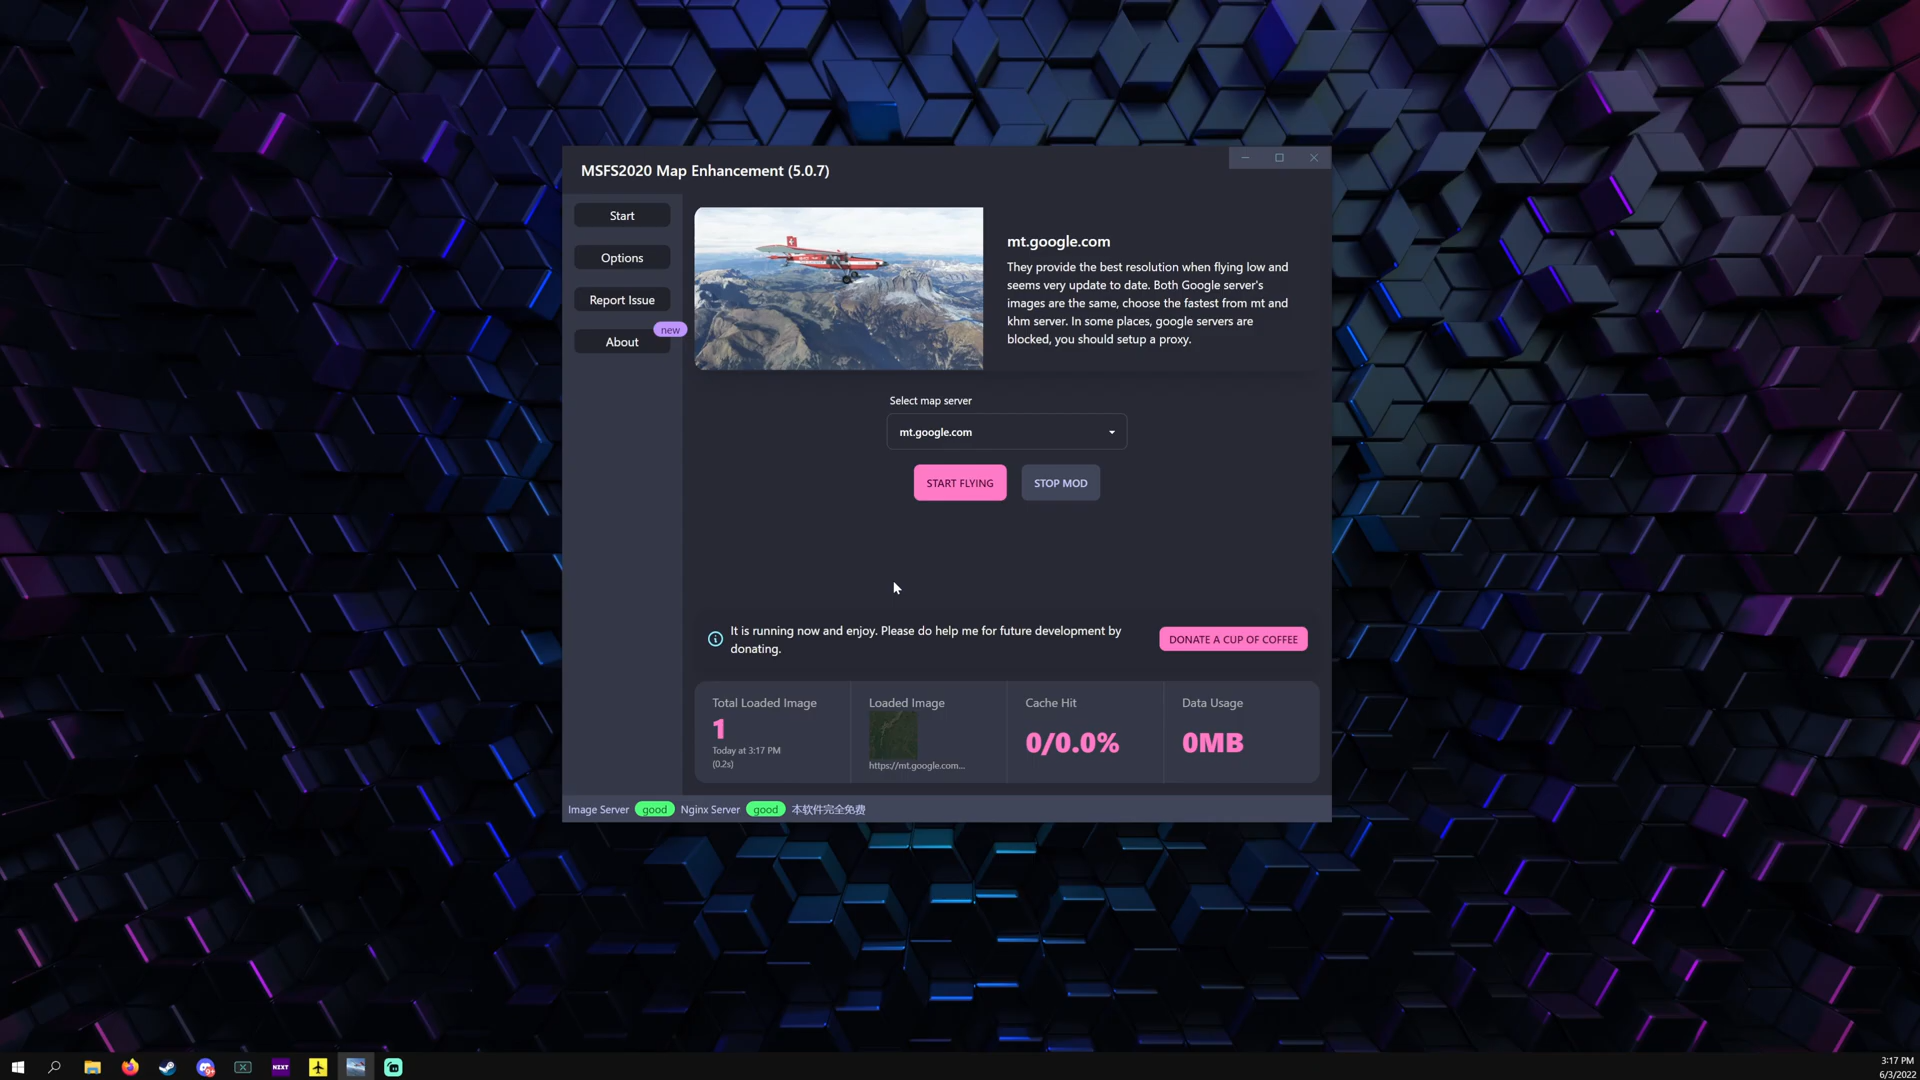 MSFS2020 Map Enhancement (5.0.7)
Start
Options
Report Issue
new
About
mt.google.com
They provide the best resolution when flying low and
seems very update to date. Both Google server's
images are the same, choose the fastest from mt and
khm server. In some places, google servers are
blocked, you should setup a proxy.
Select map server
mt.google.com
START FLYING
STOP MOD
It is running now and enjoy. Please do help me for future development by
donating.
DONATE A CUP OF COFFEE
Total Loaded Image
1
Today at 3:17 PM
(0.2s)
Loaded Image
https://mt.google.com...
Cache Hit
0/0.0%
Data Usage
0MB
Image Server good Nginx Server good 本软件完全免费
NZXT
3:17 PM
6/3/2022